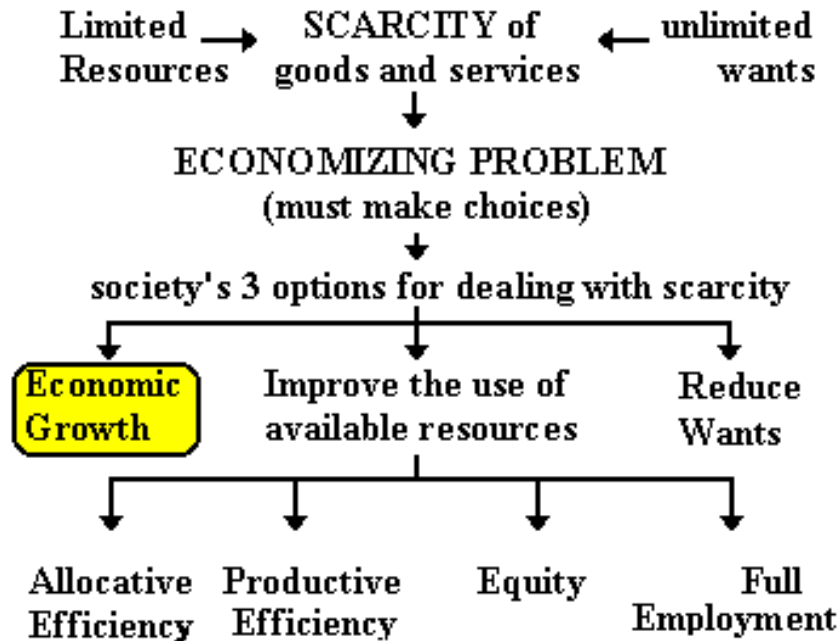 Limited Resources
SCARCITY of
goods and services
unlimited
wants
ECONOMIZING PROBLEM
(must make choices)
society's 3 options for dealing with scarcity
Economic
Growth
Improve the use of
available resources
Reduce
Wants
Allocative
Efficiency
Productive
Efficiency
Equity
Full
Employment